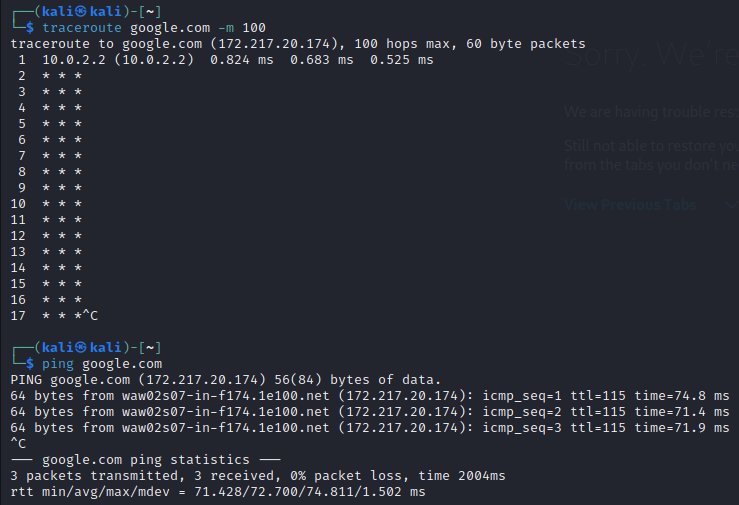 ┌──(kali㉿kali)-[~]
└─$ traceroute google.com -m 100
traceroute to google.com (172.217.20.174), 100 hops max, 60 byte packets
 1  10.0.2.2 (10.0.2.2)  0.824 ms  0.683 ms  0.525 ms
 2  * * *
 3  * * *
 4  * * *
 5  * * *
 6  * * *
 7  * * *
 8  * * *
 9  * * *
10  * * *
11  * * *
12  * * *
13  * * *
14  * * *
15  * * *
16  * * *
17  * * *^C
┌──(kali㉿kali)-[~]
└─$ ping google.com
PING google.com (172.217.20.174) 56(84) bytes of data.
64 bytes from waw02s07-in-f174.1e100.net (172.217.20.174): icmp_seq=1 ttl=115 time=74.8 ms
64 bytes from waw02s07-in-f174.1e100.net (172.217.20.174): icmp_seq=2 ttl=115 time=71.4 ms
64 bytes from waw02s07-in-f174.1e100.net (172.217.20.174): icmp_seq=3 ttl=115 time=71.9 ms
^C
--- google.com ping statistics ---
3 packets transmitted, 3 received, 0% packet loss, time 2004ms
rtt min/avg/max/mdev = 71.428/72.700/74.811/1.502 ms
Sorry. We're
We are having trouble
Still not able to restore
from the tabs you don't
View Previous Tabs